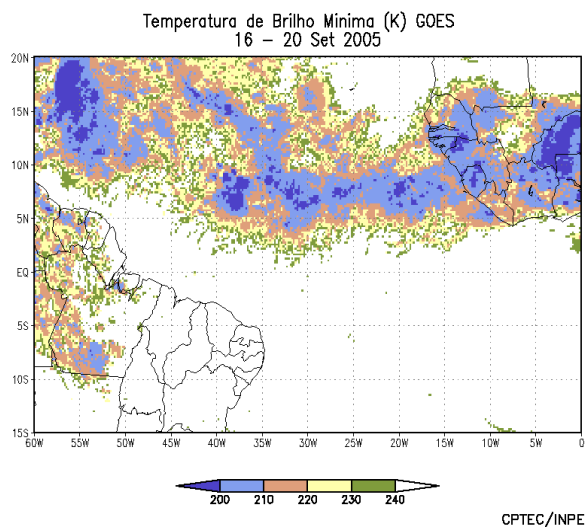 Temperatura de Brilho Minima (K) GOES
16 – 20 Set 2005
20N
15N
10N
5N
EQ
5S
10S
15S
60W 55W 50W 45W 40W 35W 30W 25W 20W 15W 10W 5W 0
200 210 220 230 240
CPTEC/INPE